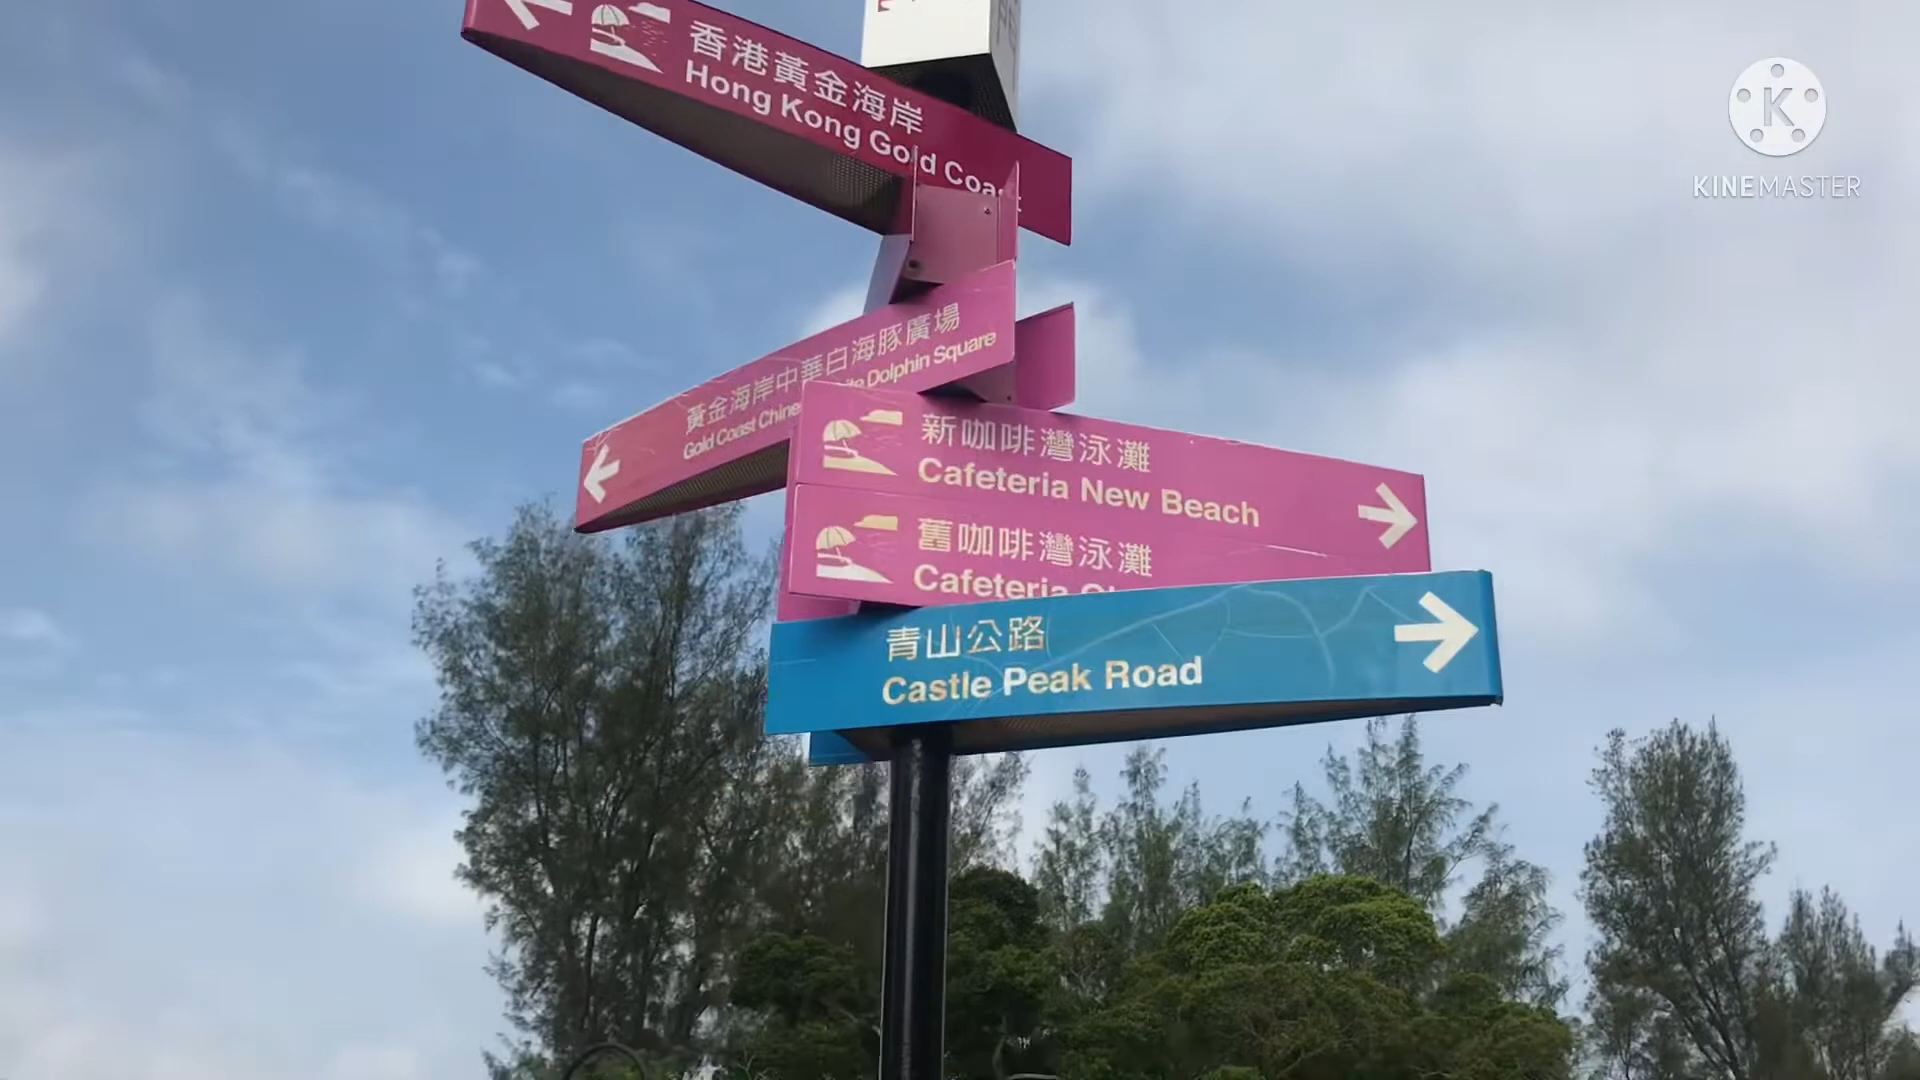 香港黃金海岸
Hong Kong Gold Coast
黃金海岸中華白海豚廣場
Gold Coast Dolphin Square
新咖啡灣泳灘
Cafeteria New Beach
舊咖啡灣泳灘
Cafeteria
青山公路
Castle Peak Road
K
KINEMASTER